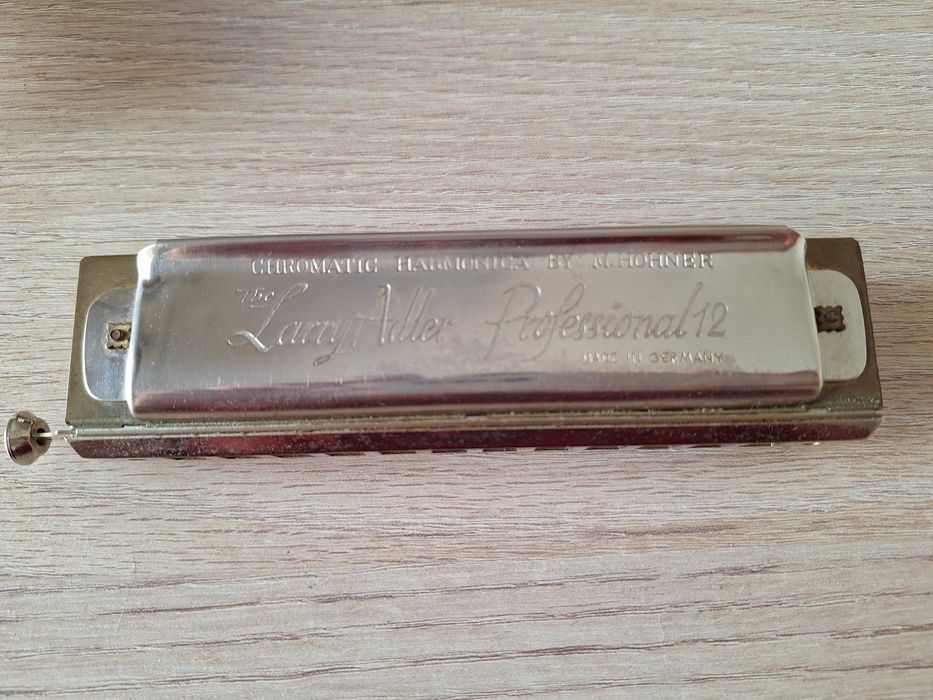 CHROMATIC HARMONICA BY M. HOHNER
The Larry Adler Professional 12
MADE IN GERMANY